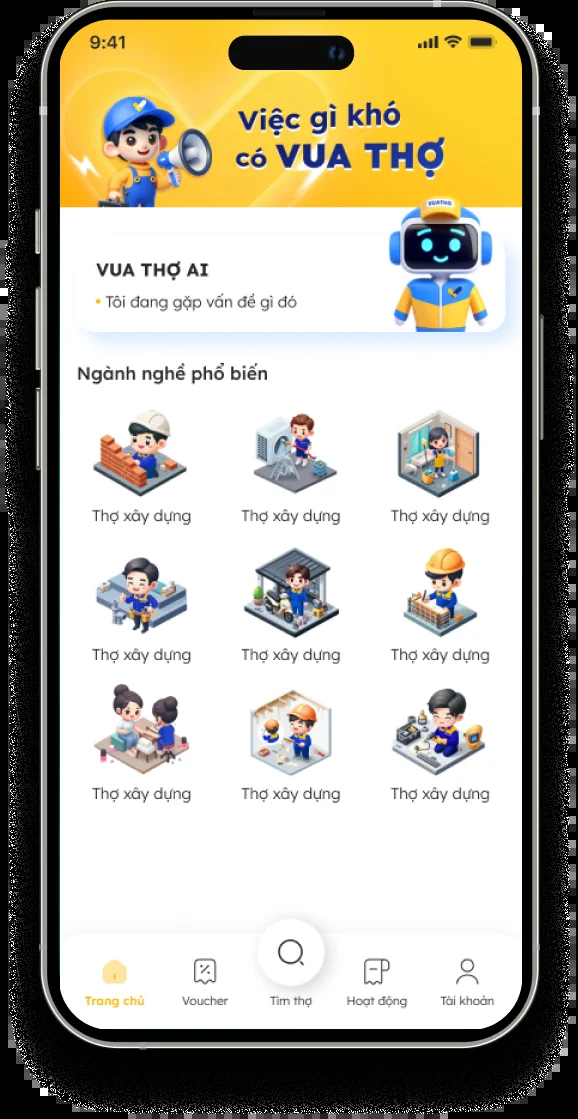 9:41
Việc gì khó
có VUA THỢ
VUATHO
VUA THỢ AI
• Tôi đang gặp vấn đề gì đó
Ngành nghề phổ biến
Thợ xây dựng Thợ xây dựng Thợ xây dựng
Thợ xây dựng Thợ xây dựng Thợ xây dựng
Thợ xây dựng Thợ xây dựng Thợ xây dựng
Trang chủ Voucher Tìm thợ Hoạt động Tài khoản